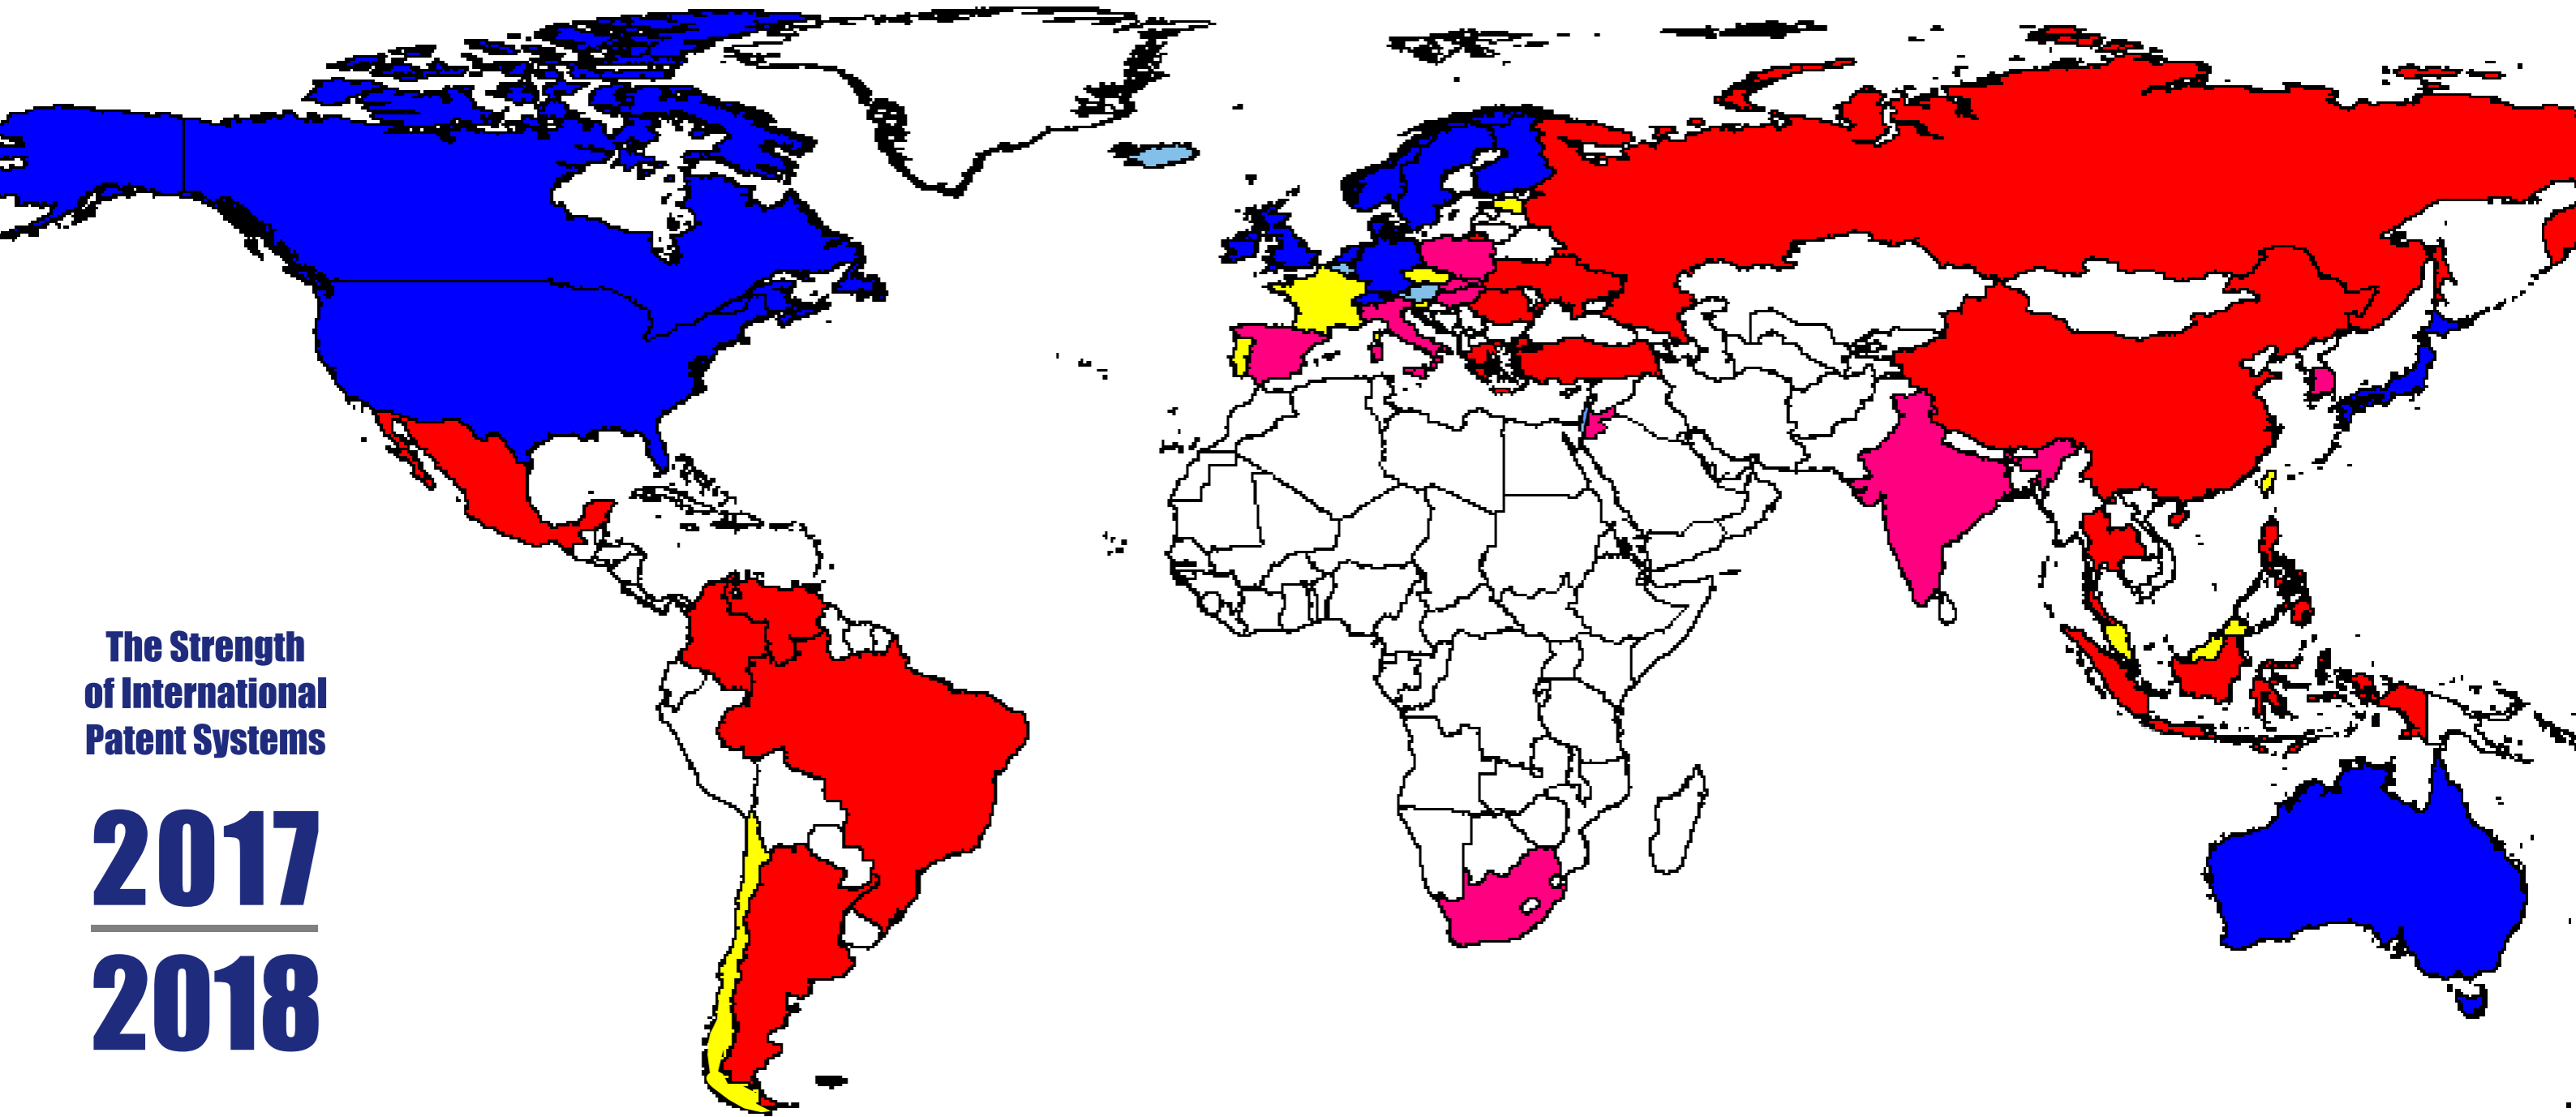 The Strength
of International
Patent Systems
2017
2018